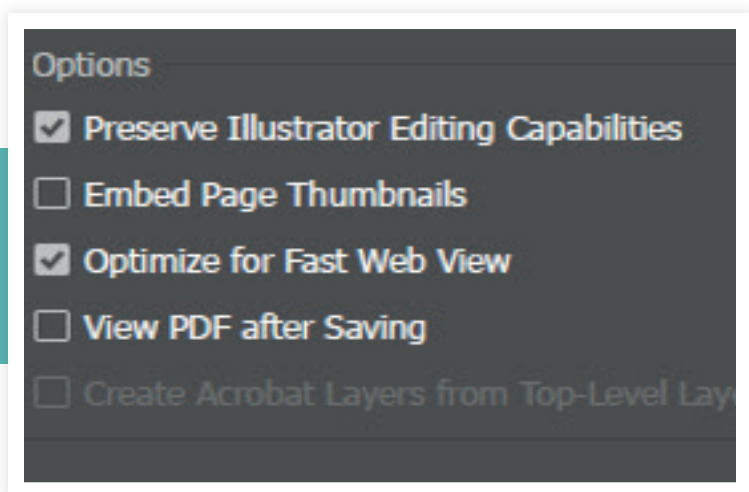 Options
Preserve Illustrator Editing Capabilities
Embed Page Thumbnails
Optimize for Fast Web View
View PDF after Saving
Create Acrobat Layers from Top-Level